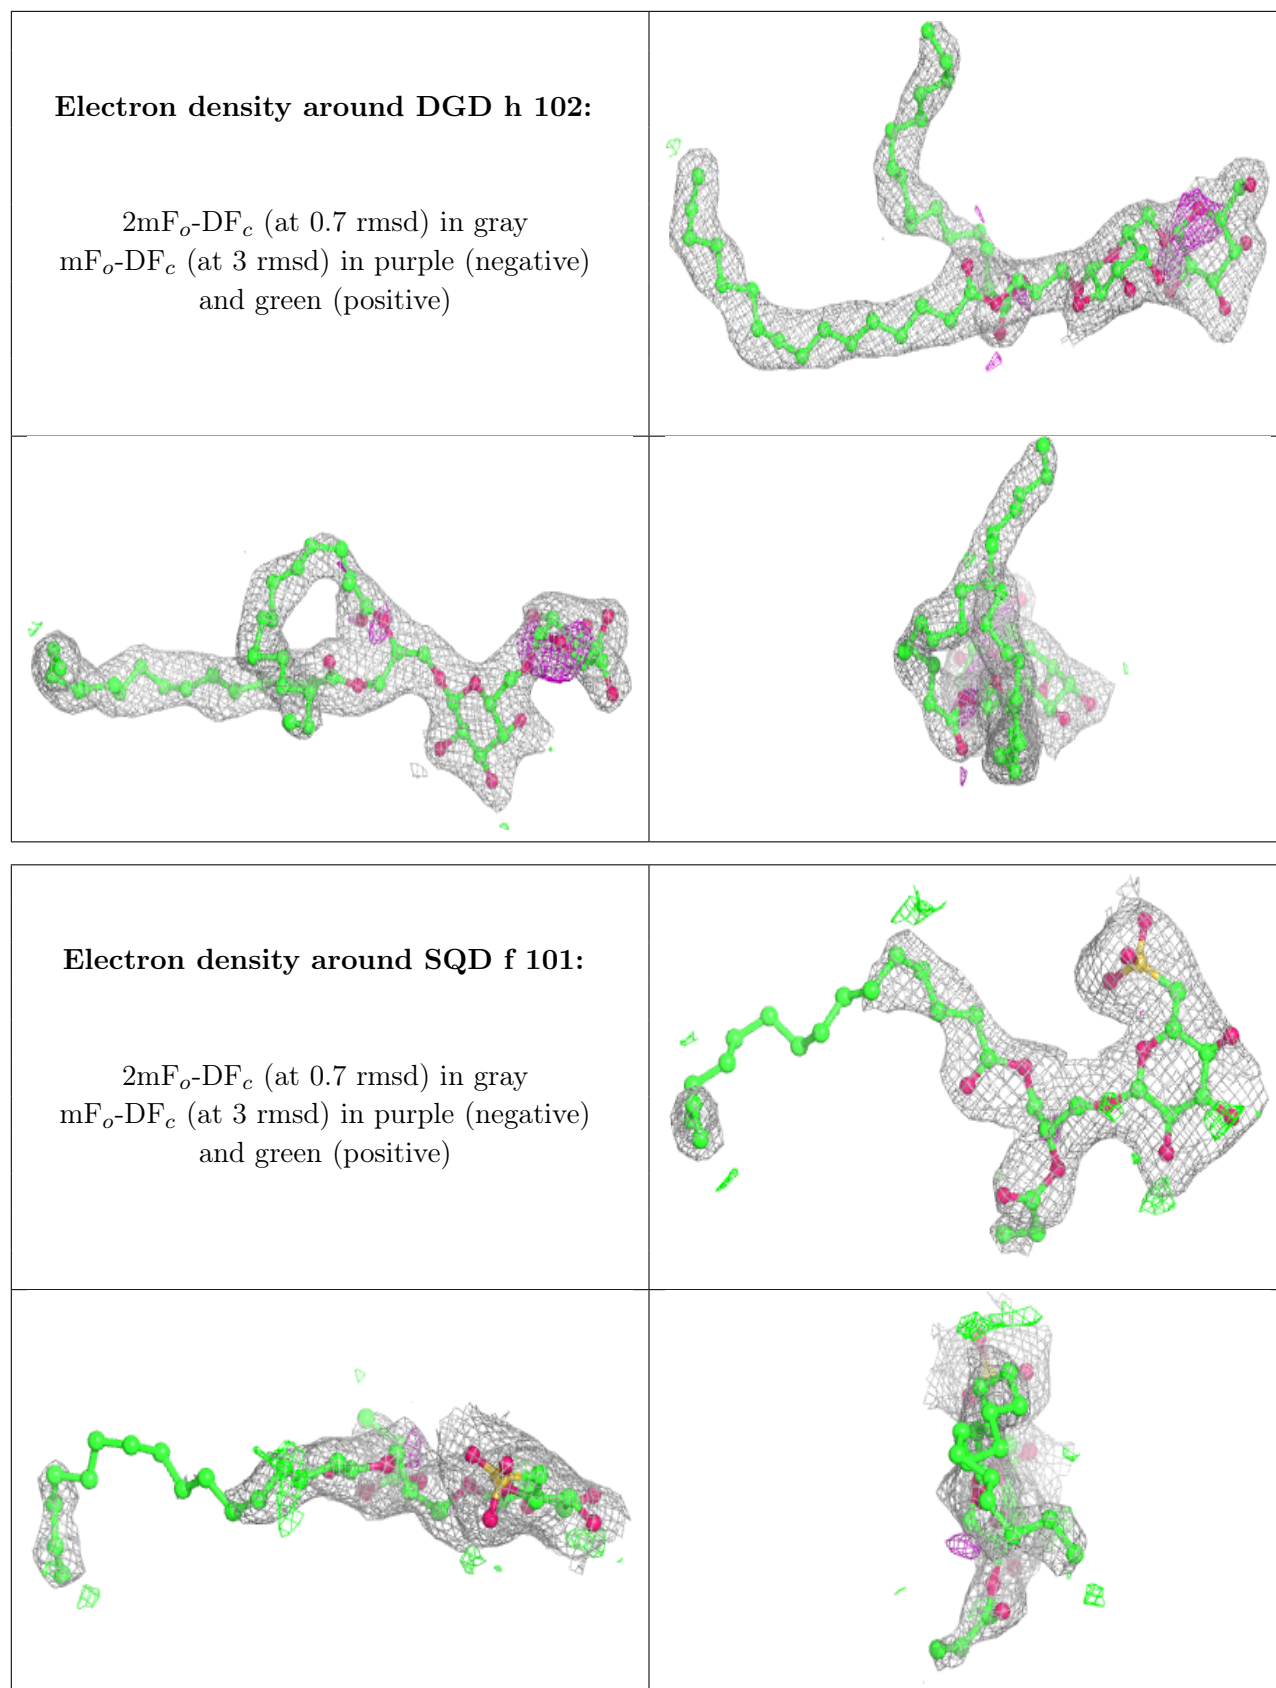 Electron density around DGD h 102:
2mFo-DFc (at 0.7 rmsd) in gray
mFo-DFc (at 3 rmsd) in purple (negative)
and green (positive)
Electron density around SQD f 101:
2mFo-DFc (at 0.7 rmsd) in gray
mFo-DFc (at 3 rmsd) in purple (negative)
and green (positive)